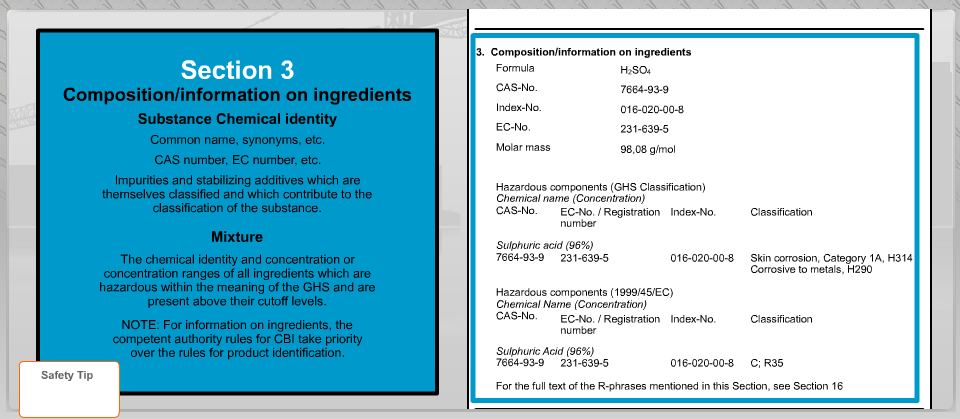 Section 3
Composition/information on ingredients
Substance Chemical identity
Common name, synonyms, etc.
CAS number, EC number, etc.
Impurities and stabilizing additives which are
themselves classified and which contribute to the
classification of the substance.
Mixture
The chemical identity and concentration or
concentration ranges of all ingredients which are
hazardous within the meaning of the GHS and are
present above their cutoff levels.
NOTE: For information on ingredients, the
competent authority rules for CBI take priority
over the rules for product identification.
Safety Tip
3. Composition/information on ingredients
Formula H₂SO₄
CAS-No. 7664-93-9
Index-No. 016-020-00-8
EC-No. 231-639-5
Molar mass 98,08 g/mol
Hazardous components (GHS Classification)
Chemical name (Concentration)
CAS-No. EC-No. / Registration Index-No. Classification
number
Sulphuric acid (96%)
7664-93-9 231-639-5 016-020-00-8 Skin corrosion, Category 1A, H314
Corrosive to metals, H290
Hazardous components (1999/45/EC)
Chemical Name (Concentration)
CAS-No. EC-No. / Registration Index-No. Classification
number
Sulphuric Acid (96%)
7664-93-9 231-639-5 016-020-00-8 C; R35
For the full text of the R-phrases mentioned in this Section, see Section 16